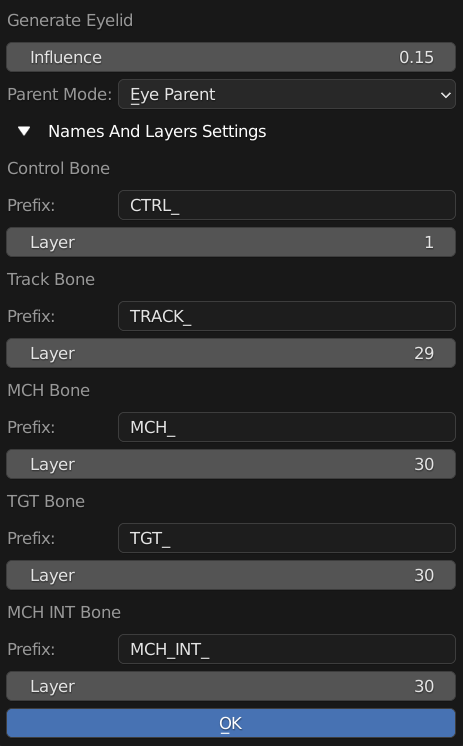 Generate Eyelid
Influence 0.15
Parent Mode: Eye Parent
Names And Layers Settings
Control Bone
Prefix: CTRL_
Layer 1
Track Bone
Prefix: TRACK_
Layer 29
MCH Bone
Prefix: MCH_
Layer 30
TGT Bone
Prefix: TGT_
Layer 30
MCH INT Bone
Prefix: MCH_INT_
Layer 30
OK